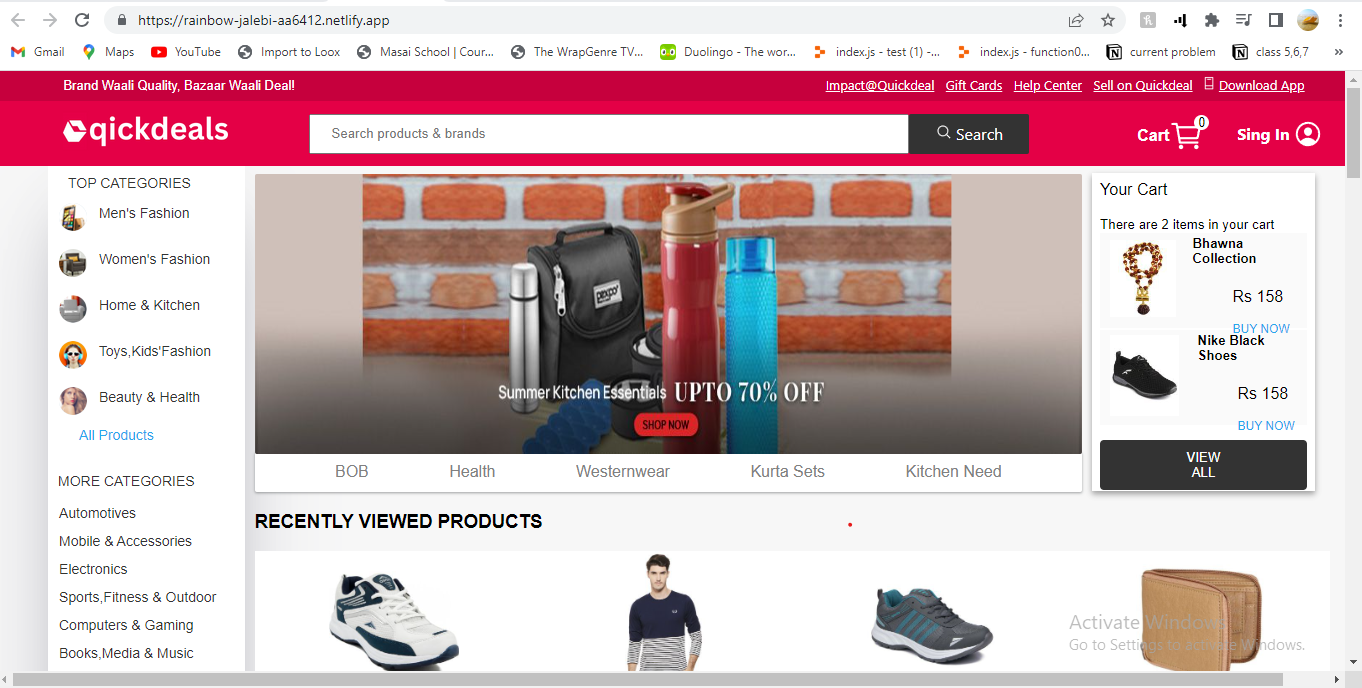 https://rainbow-jalebi-aa6412.netlify.app
Gmail
Maps
YouTube
Import to Loox
Masai School | Cour...
The WrapGenre TV...
Duolingo - The wor...
index.js - test (1) -...
index.js - function0...
current problem
class 5,6,7
»
Brand Waali Quality, Bazaar Waali Deal!
Impact@Quickdeal Gift Cards Help Center Sell on Quickdeal Download App
qickdeals
Search products & brands
Search
Cart 0
Sing In
TOP CATEGORIES
Men's Fashion
Women's Fashion
Home & Kitchen
Toys,Kids'Fashion
Beauty & Health
All Products
MORE CATEGORIES
Automotives
Mobile & Accessories
Electronics
Sports,Fitness & Outdoor
Computers & Gaming
Books,Media & Music
Summer Kitchen Essentials UPTO 70% OFF
SHOP NOW
BOB Health Westernwear Kurta Sets Kitchen Need
Your Cart
There are 2 items in your cart
Bhawna
Collection
Rs 158
BUY NOW
Nike Black
Shoes
Rs 158
BUY NOW
VIEW
ALL
RECENTLY VIEWED PRODUCTS
Activate Windows
Go to Settings to activate Windows.